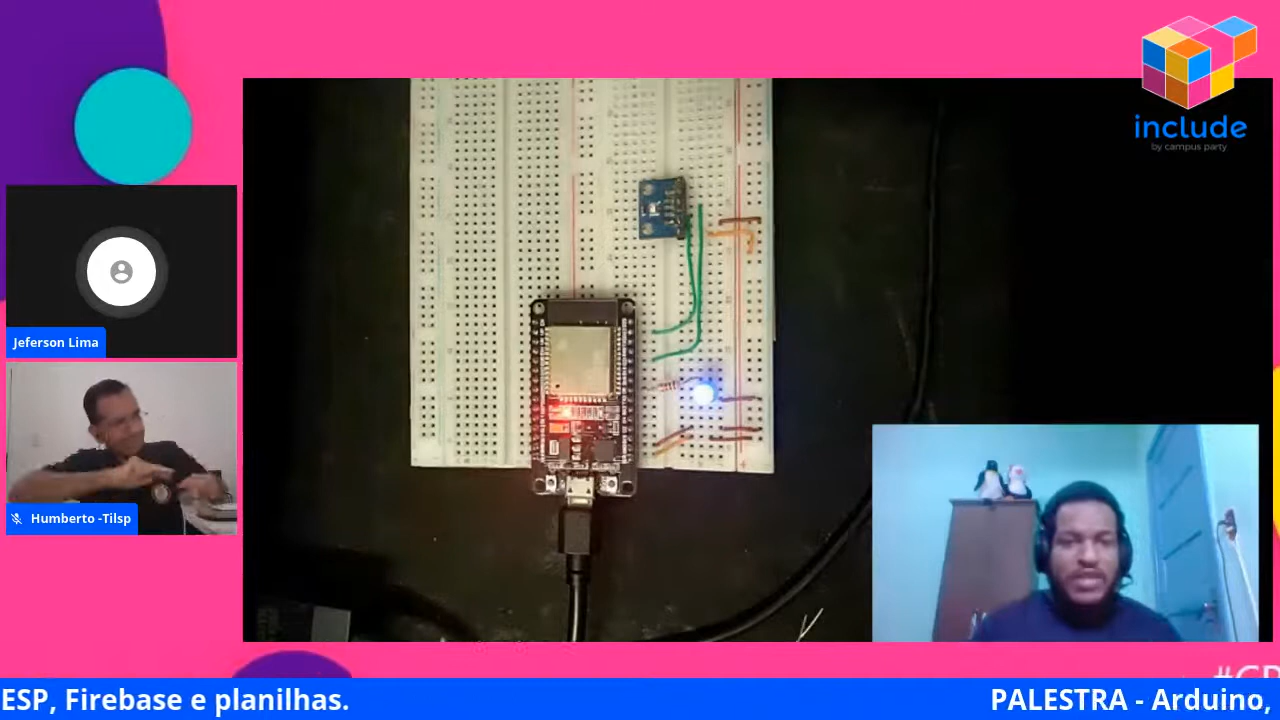 include
by campus party
Jeferson Lima
Humberto -Tilsp
ESP, Firebase e planilhas.
PALESTRA - Arduino,